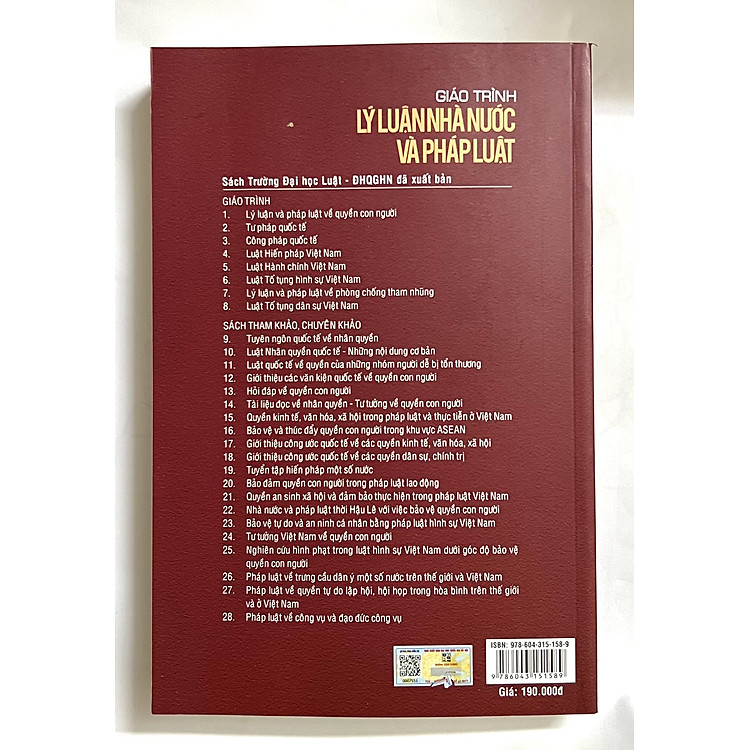 GIÁO TRÌNH
LÝ LUẬN NHÀ NƯỚC
VÀ PHÁP LUẬT
Sách Trường Đại học Luật - ĐHQGHN đã xuất bản
GIÁO TRÌNH
1. Lý luận và pháp luật về quyền con người
2. Tư pháp quốc tế
3. Công pháp quốc tế
4. Luật Hiến pháp Việt Nam
5. Luật Hành chính Việt Nam
6. Luật Tố tụng hình sự Việt Nam
7. Lý luận và pháp luật về phòng chống tham nhũng
8. Luật Tố tụng dân sự Việt Nam
SÁCH THAM KHẢO, CHUYÊN KHẢO
9. Tuyên ngôn quốc tế về nhân quyền
10. Luật Nhân quyền quốc tế - Những nội dung cơ bản
11. Luật quốc tế về quyền của những nhóm người dễ bị tổn thương
12. Giới thiệu các văn kiện quốc tế về quyền con người
13. Hỏi đáp về quyền con người
14. Tài liệu đọc về nhân quyền - Tư tưởng về quyền con người
15. Quyền kinh tế, văn hóa, xã hội trong pháp luật và thực tiễn ở Việt Nam
16. Bảo vệ và thúc đẩy quyền con người trong khu vực ASEAN
17. Giới thiệu công ước quốc tế về các quyền kinh tế, văn hóa, xã hội
18. Giới thiệu công ước quốc tế về các quyền dân sự, chính trị
19. Tuyển tập hiến pháp một số nước
20. Bảo đảm quyền con người trong pháp luật lao động
21. Quyền an sinh xã hội và đảm bảo thực hiện trong pháp luật Việt Nam
22. Nhà nước và pháp luật thời Hậu Lê với việc bảo vệ quyền con người
23. Bảo vệ tự do và an ninh cá nhân bằng pháp luật hình sự Việt Nam
24. Tư tưởng Việt Nam về quyền con người
25. Nghiên cứu hình phạt trong luật hình sự Việt Nam dưới góc độ bảo vệ
quyền con người
26. Pháp luật về trưng cầu dân ý một số nước trên thế giới và Việt Nam
27. Pháp luật về quyền tự do lập hội, hội họp trong hòa bình trên thế giới
và ở Việt Nam
28. Pháp luật về công vụ và đạo đức công vụ
ISBN: 978-604-315-158-9
9 786043 151589
Giá: 190.000đ